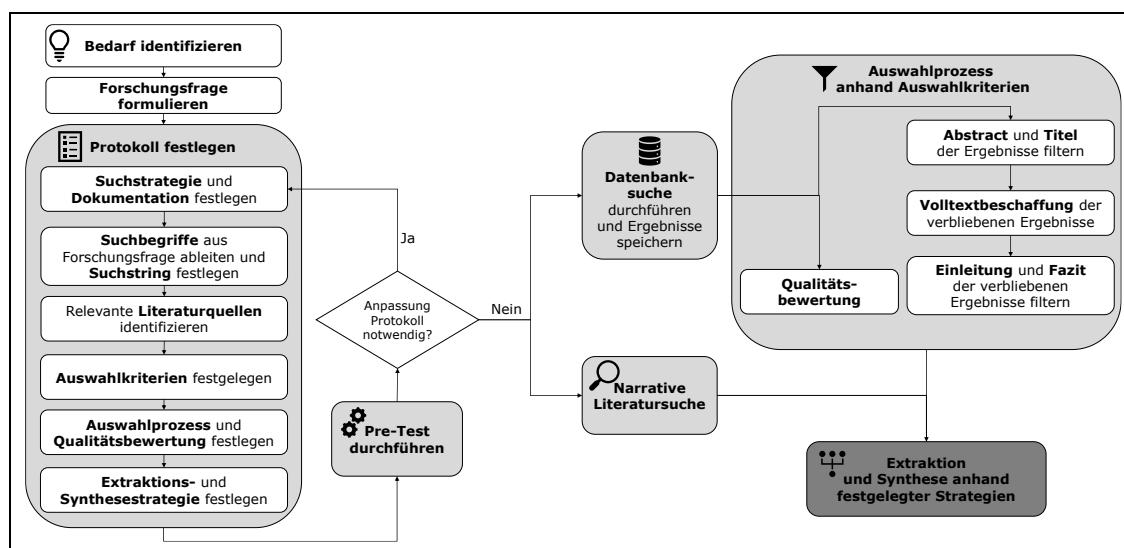 Bedarf identifizieren
Forschungsfrage
formulieren
Protokoll festlegen
Suchstrategie und
Dokumentation festlegen
Suchbegriffe aus
Forschungsfrage ableiten und
Suchstring festlegen
Relevante Literaturquellen
identifizieren
Auswahlkriterien festgelegen
Auswahlprozess und
Qualitätsbewertung festlegen
Extraktions- und
Synthesestrategie festlegen
Pre-Test
durchführen
Anpassung
Protokoll
notwendig?
Ja
Nein
Datenbank-
suche
durchführen
und Ergebnisse
speichern
Narrative
Literatursuche
Auswahlprozess
anhand Auswahlkriterien
Abstract und Titel
der Ergebnisse filtern
Volltextbeschaffung der
verbliebenen Ergebnisse
Einleitung und Fazit
der verbliebenen
Ergebnisse filtern
Qualitäts-
bewertung
Extraktion
und Synthese anhand
festgelegter Strategien